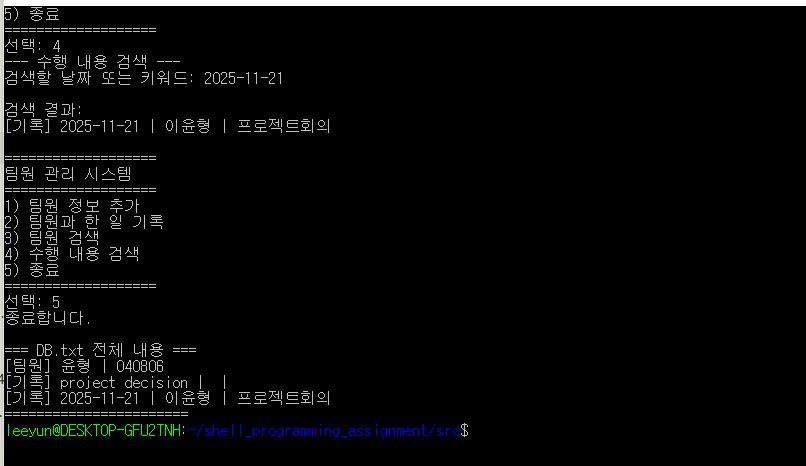 5) 종료
===================
선택: 4
--- 수행 내용 검색 ---
검색할 날짜 또는 키워드: 2025-11-21
검색 결과:
[기록] 2025-11-21 | 이윤형 | 프로젝트회의
===================
팀원 관리 시스템
===================
1) 팀원 정보 추가
2) 팀원과 한 일 기록
3) 팀원 검색
4) 수행 내용 검색
5) 종료
===================
선택: 5
종료합니다.
=== DB.txt 전체 내용 ===
[팀원] 윤형 | 040806
[기록] project decision |  |
[기록] 2025-11-21 | 이윤형 | 프로젝트회의
=======================
leeyun@DESKTOP-GFU2TNH:~/shell_programming_assignment/src$